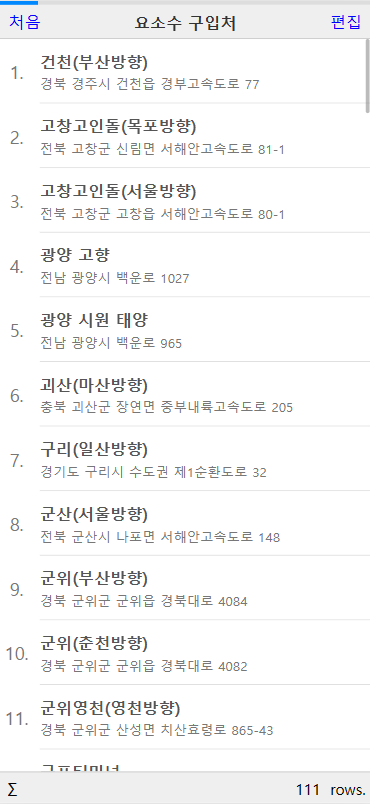 처음
요소수 구입처
편집
1.
건천(부산방향)
경북 경주시 건천읍 경부고속도로 77
2.
고창고인돌(목포방향)
전북 고창군 신림면 서해안고속도로 81-1
3.
고창고인돌(서울방향)
전북 고창군 고창읍 서해안고속도로 80-1
4.
광양 고향
전남 광양시 백운로 1027
5.
광양 시원 태양
전남 광양시 백운로 965
6.
괴산(마산방향)
충북 괴산군 장연면 중부내륙고속도로 205
7.
구리(일산방향)
경기도 구리시 수도권 제1순환도로 32
8.
군산(서울방향)
전북 군산시 나포면 서해안고속도로 148
9.
군위(부산방향)
경북 군위군 군위읍 경북대로 4084
10.
군위(춘천방향)
경북 군위군 군위읍 경북대로 4082
11.
군위영천(영천방향)
경북 군위군 산성면 치산효령로 865-43
∑
111 rows.